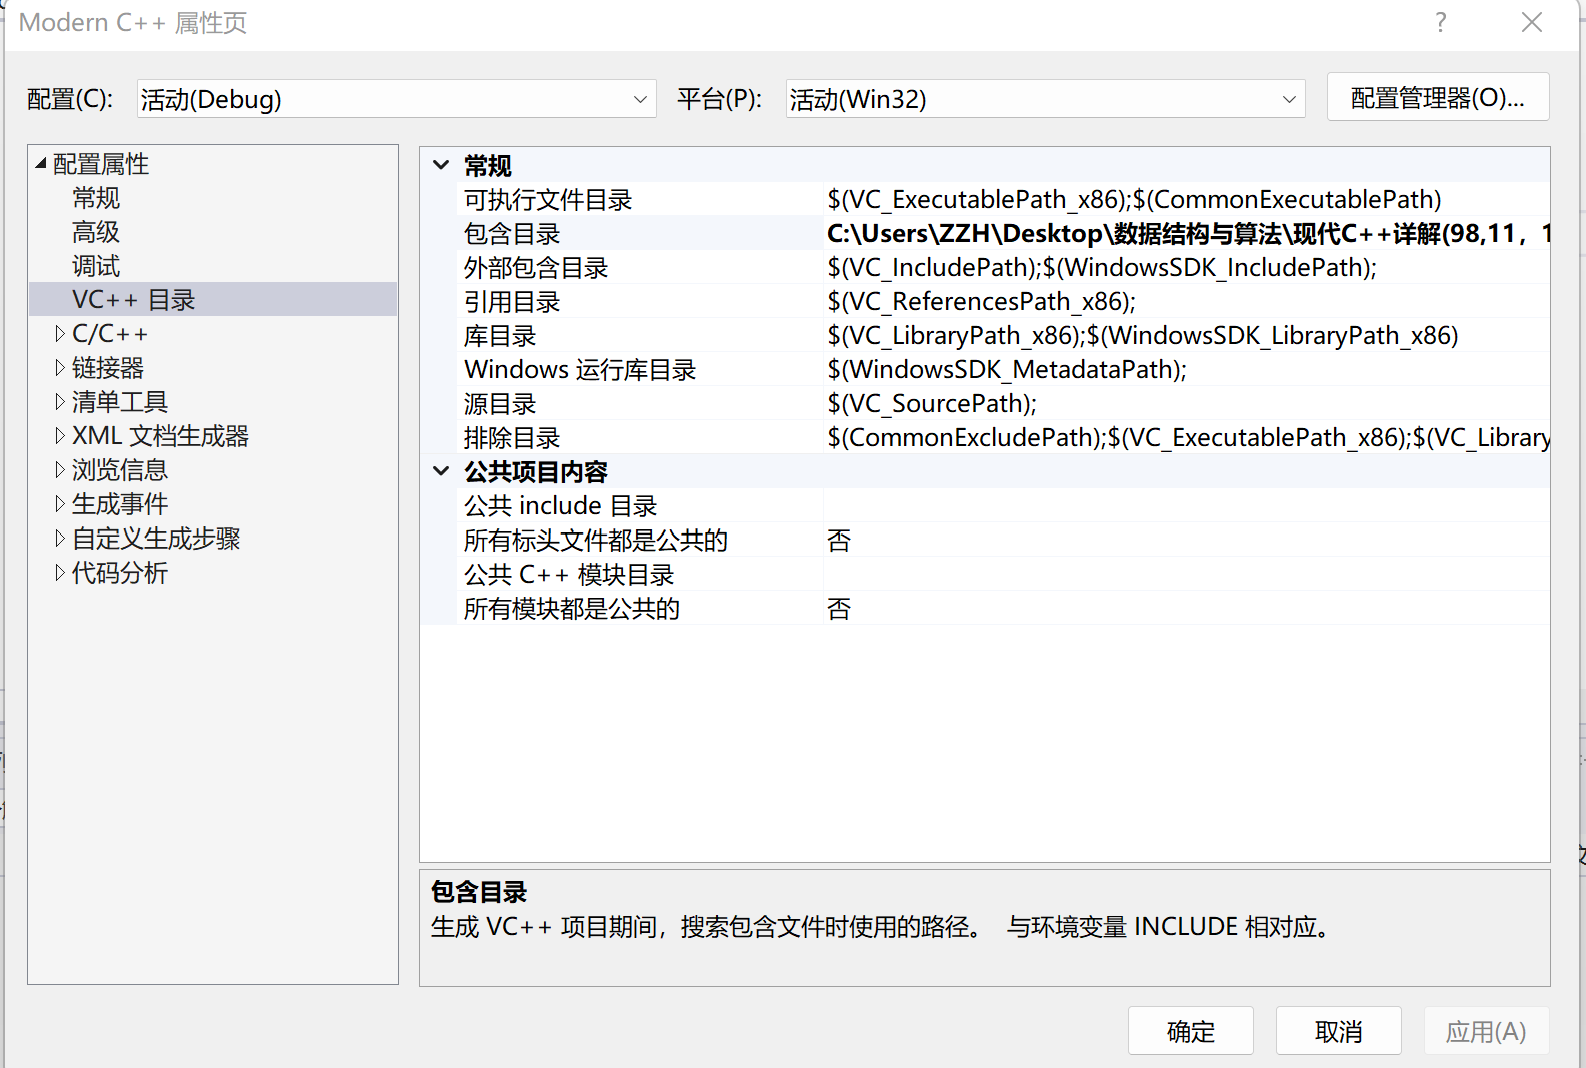 Modern C++ 属性页
配置(C): 活动(Debug) 平台(P): 活动(Win32) 配置管理器(O)...
配置属性
常规
高级
调试
VC++ 目录
C/C++
链接器
清单工具
XML 文档生成器
浏览信息
生成事件
自定义生成步骤
代码分析
常规
可执行文件目录 $(VC_ExecutablePath_x86);$(CommonExecutablePath)
包含目录 C:\Users\ZZH\Desktop\数据结构与算法\现代C++详解(98,11，1
外部包含目录 $(VC_IncludePath);$(WindowsSDK_IncludePath);
引用目录 $(VC_ReferencesPath_x86);
库目录 $(VC_LibraryPath_x86);$(WindowsSDK_LibraryPath_x86)
Windows 运行库目录 $(WindowsSDK_MetadataPath);
源目录 $(VC_SourcePath);
排除目录 $(CommonExcludePath);$(VC_ExecutablePath_x86);$(VC_Library
公共项目内容
公共 include 目录
所有标头文件都是公共的 否
公共 C++ 模块目录
所有模块都是公共的 否
包含目录
生成 VC++ 项目期间，搜索包含文件时使用的路径。 与环境变量 INCLUDE 相对应。
确定 取消 应用(A)